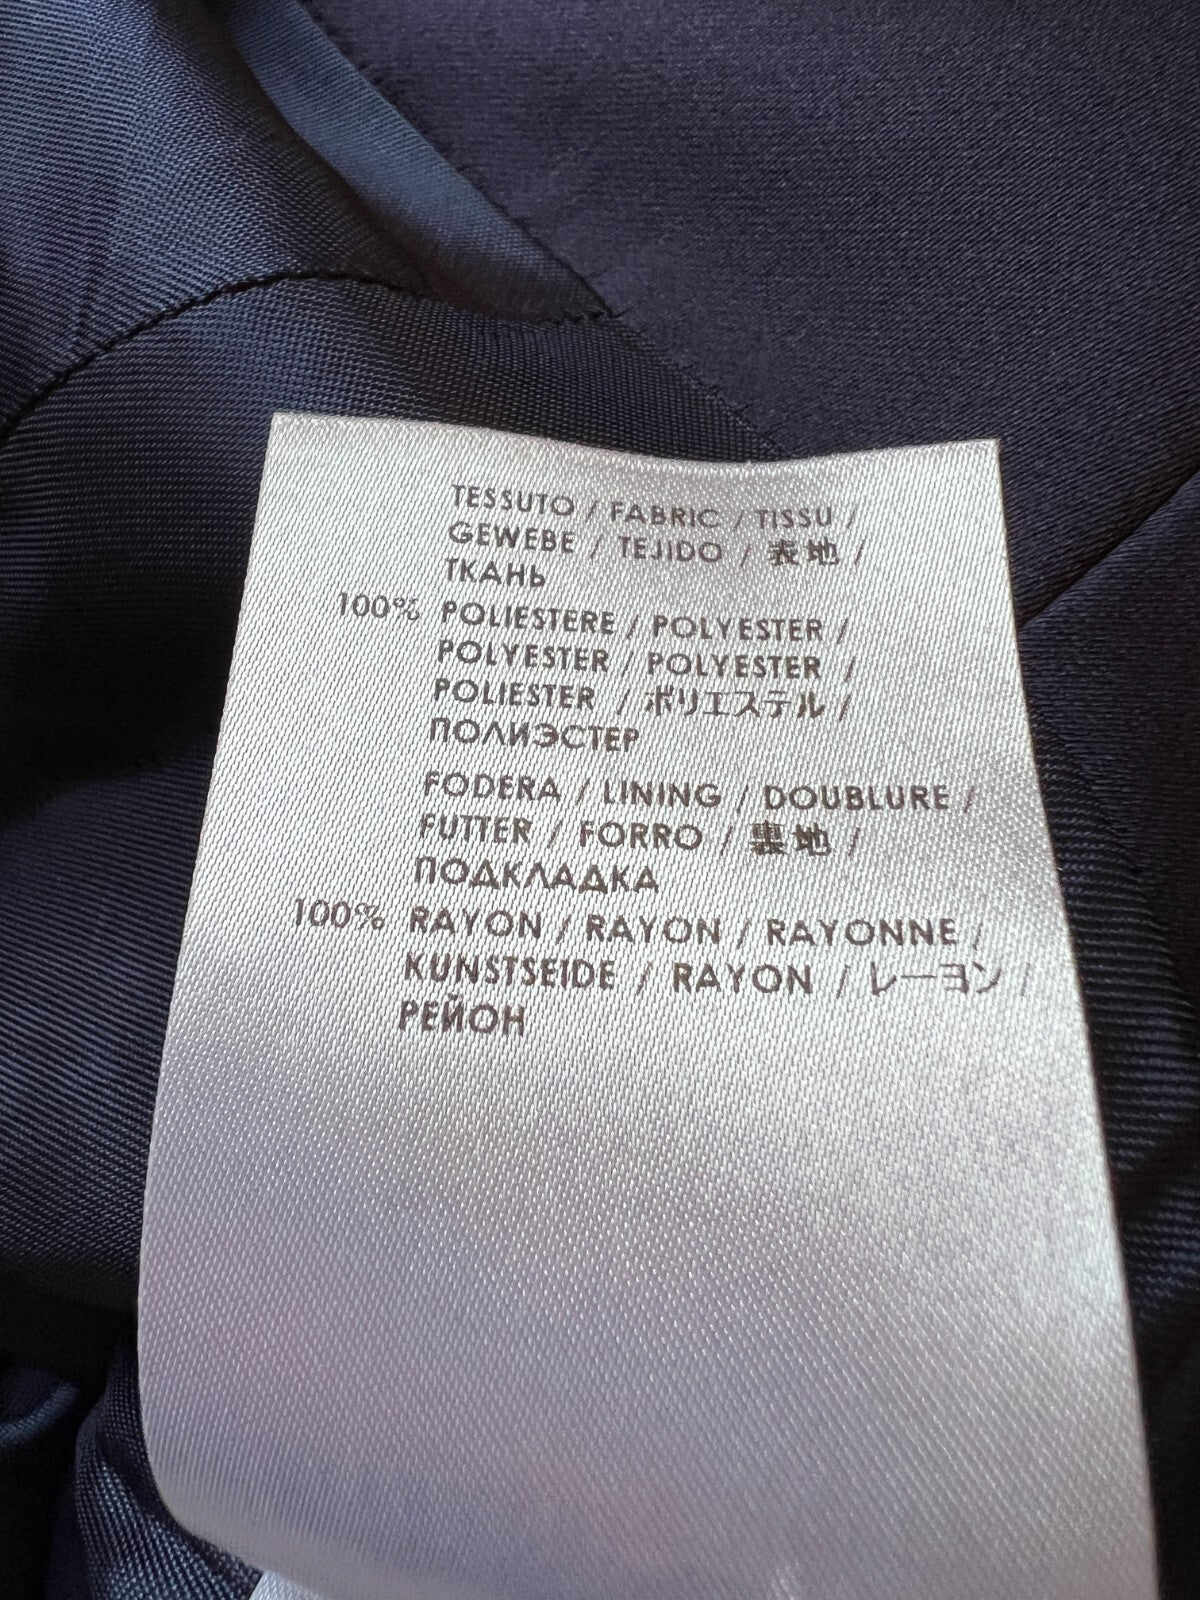 TESSUTO / FABRIC / TISSU /
GEWEBE / TEJIDO / 表地 /
ТКАНЬ
100% POLIESTERE / POLYESTER /
POLYESTER / POLYESTER /
POLIESTER / ポリエステル /
ПОЛИЭСТЕР
FODERA / LINING / DOUBLURE /
FUTTER / FORRO / 裏地 /
ПОДКЛАДКА
100% RAYON / RAYON / RAYONNE /
KUNSTSEIDE / RAYON / レーヨン /
РЕЙОН